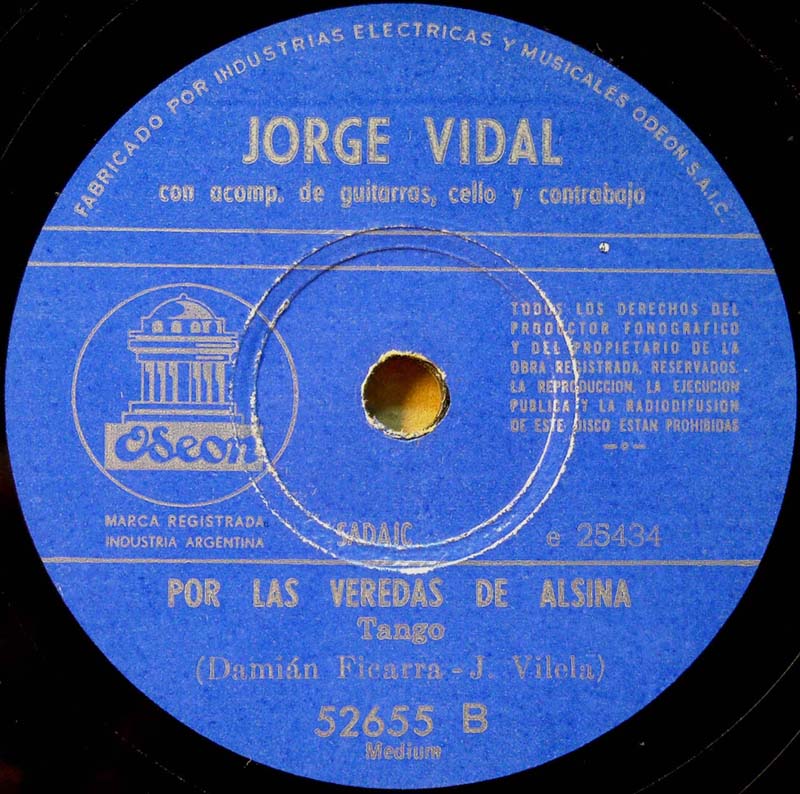 FABRICADO POR INDUSTRIAS ELECTRICAS Y MUSICALES ODEON S.A.I.C.
JORGE VIDAL
con acomp. de guitarras, cello y contrabajo
TODOS LOS DERECHOS DEL
PRODUCTOR FONOGRAFICO
Y DEL PROPIETARIO DE LA
OBRA REGISTRADA, RESERVADOS.
LA REPRODUCCION, LA EJECUCION
PUBLICA Y LA RADIODIFUSION
DE ESTE DISCO ESTAN PROHIBIDAS
Odeon
MARCA REGISTRADA
INDUSTRIA ARGENTINA
SADAIC
e 25434
POR LAS VEREDAS DE ALSINA
Tango
(Damián Ficarra - J. Vilela)
52655 B
Medium